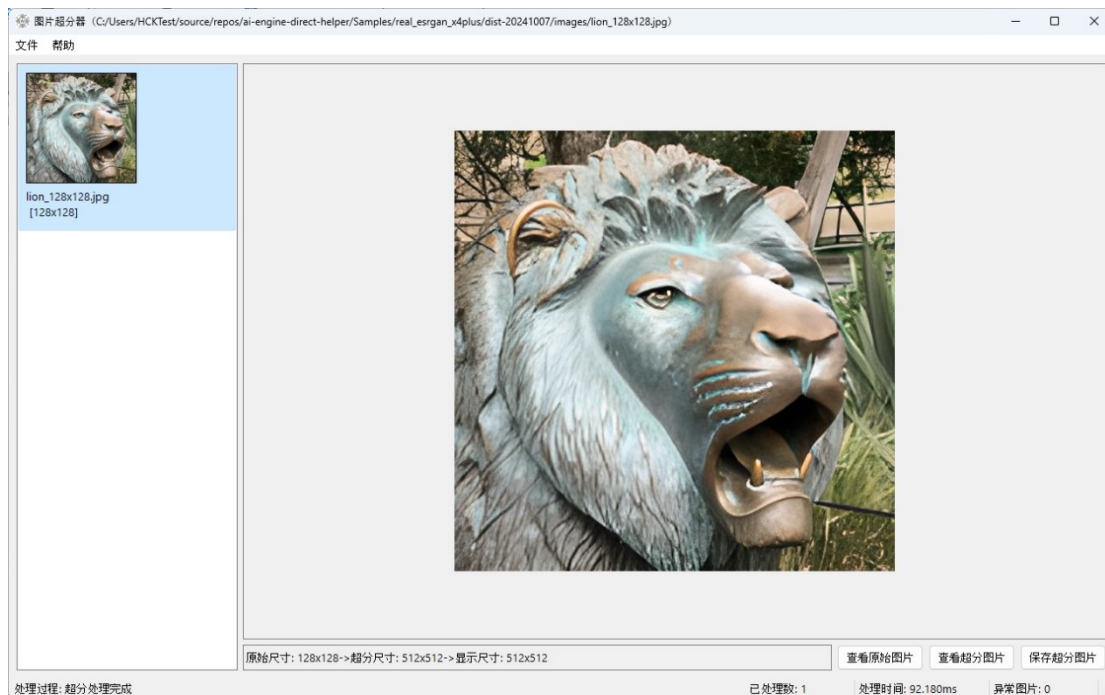 图片超分器（C:/Users/HCKTest/source/repos/ai-engine-direct-helper/Samples/real_esrgan_x4plus/dist-20241007/images/lion_128x128.jpg）
文件 帮助
lion_128x128.jpg
[128x128]
原始尺寸: 128x128->超分尺寸: 512x512->显示尺寸: 512x512
查看原始图片 查看超分图片 保存超分图片
处理过程: 超分处理完成 已处理数: 1 处理时间: 92.180ms 异常图片: 0